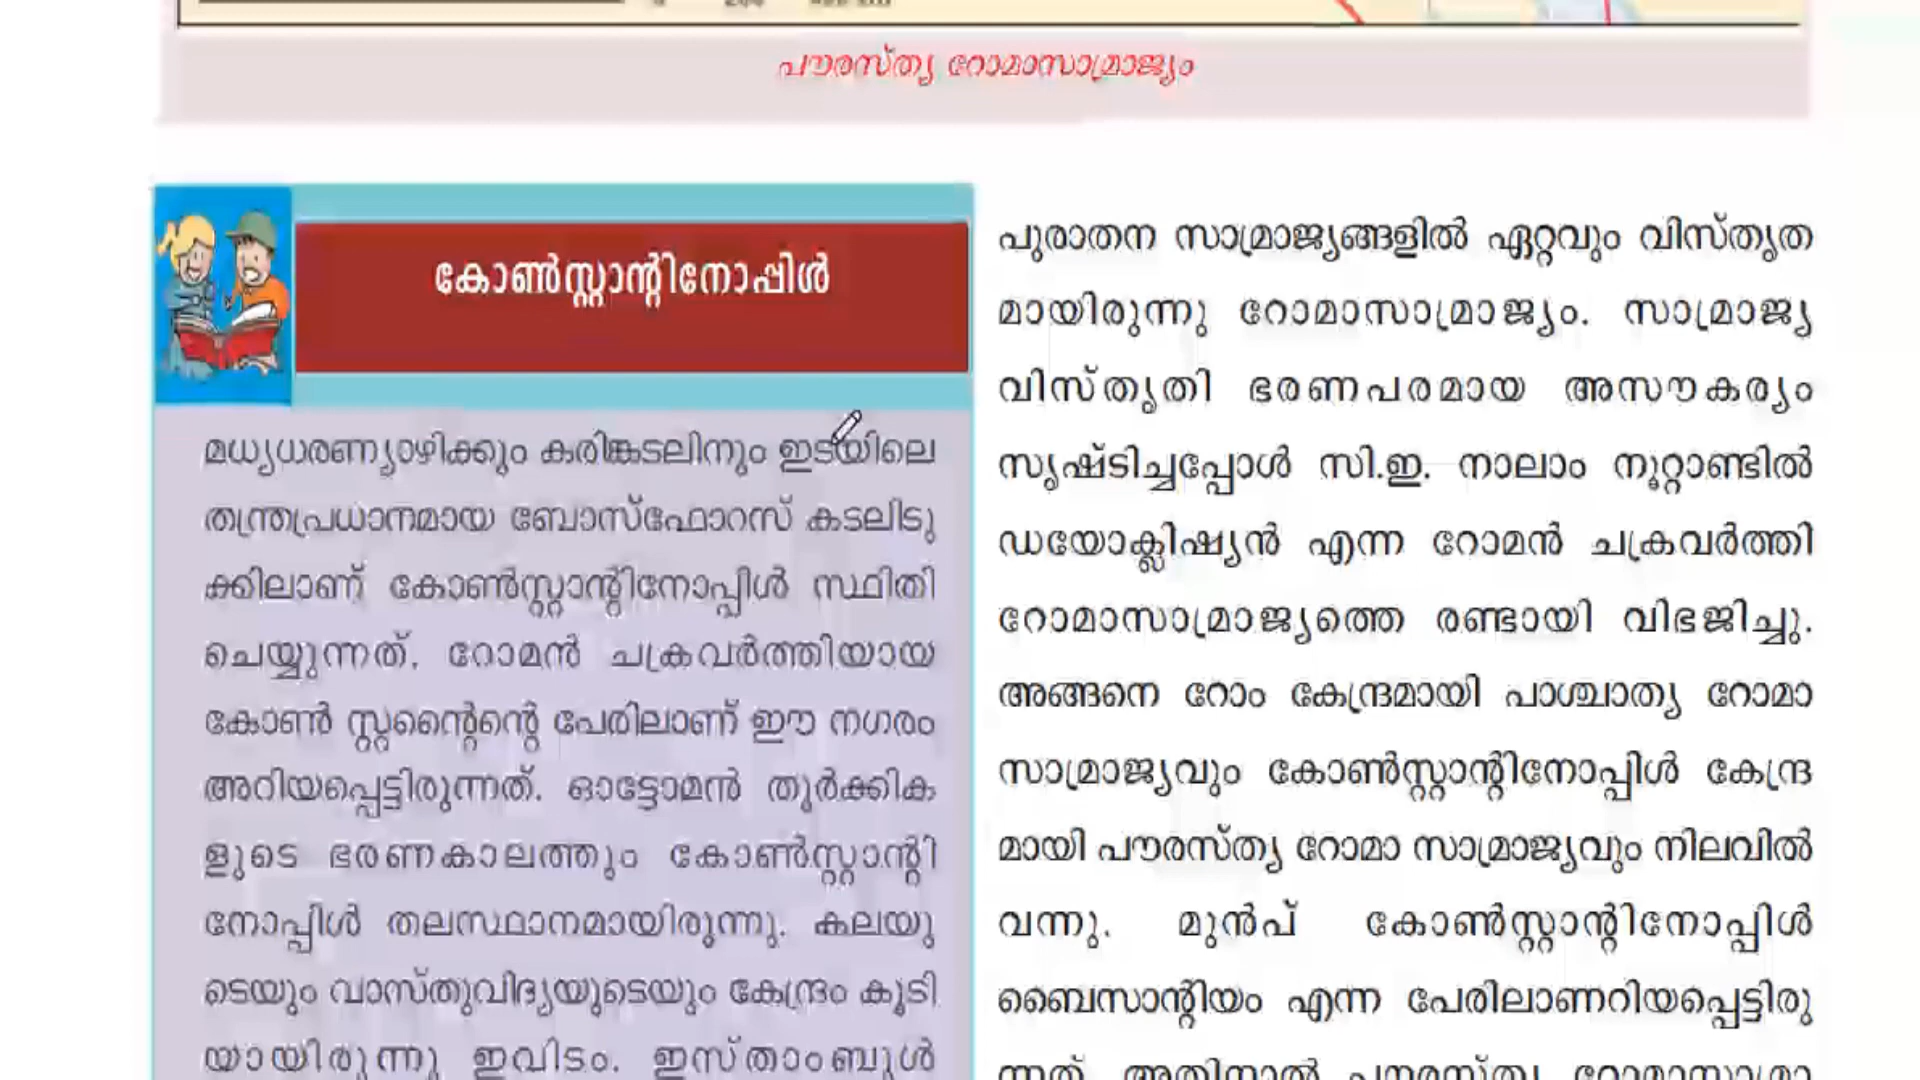 പൗരസ്ത്യ റോമാസാമ്രാജ്യം
കോൺസ്റ്റാന്റിനോപ്പിൾ
മധ്യധരണ്യാഴിക്കും കരിങ്കടലിനും ഇടയിലെ
തന്ത്രപ്രധാനമായ ബോസ്ഫോറസ് കടലിടു
ക്കിലാണ് കോൺസ്റ്റാന്റിനോപ്പിൾ സ്ഥിതി
ചെയ്യുന്നത്. റോമൻ ചക്രവർത്തിയായ
കോൺ സ്റ്റന്റൈന്റെ പേരിലാണ് ഈ നഗരം
അറിയപ്പെട്ടിരുന്നത്. ഓട്ടോമൻ തുർക്കിക
ളുടെ ഭരണകാലത്തും കോൺസ്റ്റാന്റി
നോപ്പിൾ തലസ്ഥാനമായിരുന്നു. കലയു
ടെയും വാസ്തുവിദ്യയുടെയും കേന്ദ്രം കൂടി
യായിരുന്നു ഇവിടം. ഇസ്താംബുൾ
പുരാതന സാമ്രാജ്യങ്ങളിൽ ഏറ്റവും വിസ്തൃത
മായിരുന്നു റോമാസാമ്രാജ്യം. സാമ്രാജ്യ
വിസ്തൃതി ഭരണപരമായ അസൗകര്യം
സൃഷ്ടിച്ചപ്പോൾ സി.ഇ. നാലാം നൂറ്റാണ്ടിൽ
ഡയോക്ലിഷ്യൻ എന്ന റോമൻ ചക്രവർത്തി
റോമാസാമ്രാജ്യത്തെ രണ്ടായി വിഭജിച്ചു.
അങ്ങനെ റോം കേന്ദ്രമായി പാശ്ചാത്യ റോമാ
സാമ്രാജ്യവും കോൺസ്റ്റാന്റിനോപ്പിൾ കേന്ദ്ര
മായി പൗരസ്ത്യ റോമാ സാമ്രാജ്യവും നിലവിൽ
വന്നു. മുൻപ് കോൺസ്റ്റാന്റിനോപ്പിൾ
ബൈസാന്റിയം എന്ന പേരിലാണറിയപ്പെട്ടിരു
ന്നത്. അതിനാൽ പൗരസ്ത്യ റോമാസാമ്രാ